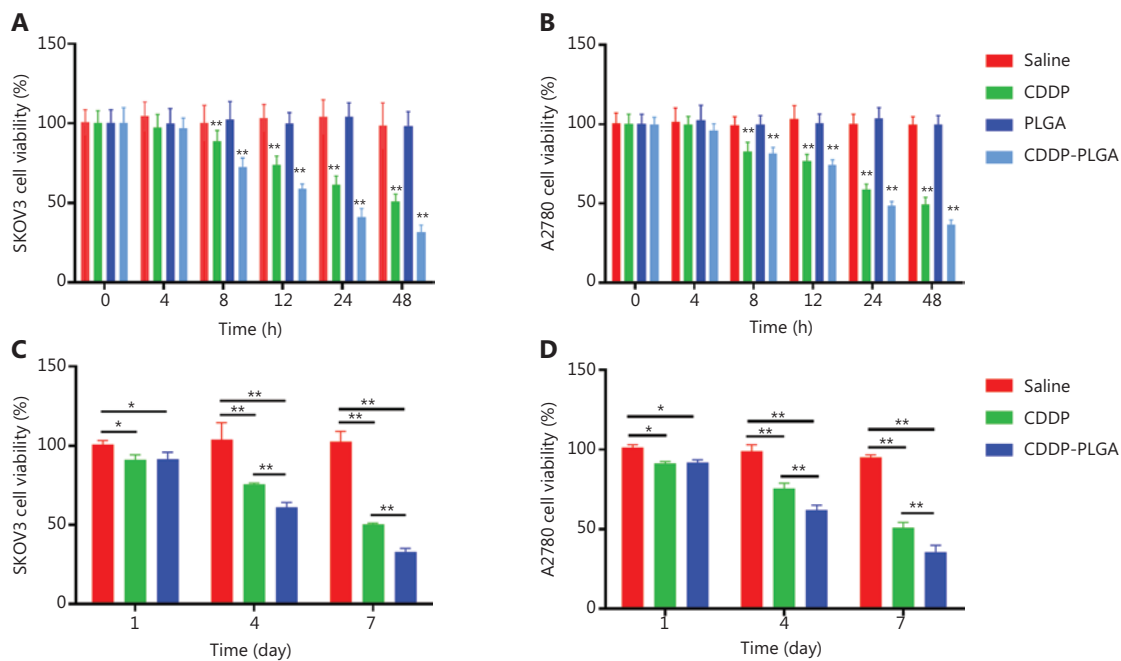 A
150
100
50
0
SKOV3 cell viability (%)
** ** ** ** ** ** ** **
0 4 8 12 24 48
Time (h)
B
150
100
50
0
A2780 cell viability (%)
** ** ** ** ** ** ** **
0 4 8 12 24 48
Time (h)
Saline
CDDP
PLGA
CDDP-PLGA
C
150
100
50
0
SKOV3 cell viability (%)
* *
** ** **
** ** **
1 4 7
Time (day)
D
150
100
50
0
A2780 cell viability (%)
* *
** ** **
** ** **
1 4 7
Time (day)
Saline
CDDP
CDDP-PLGA